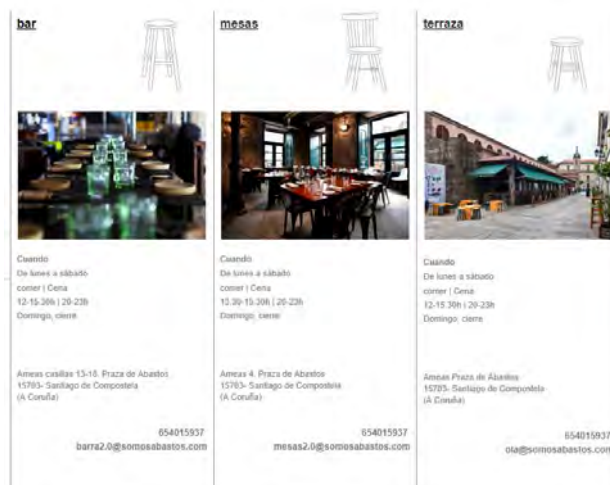 bar
Cuando
De lunes a sábado
comer | Cena
12-15.30h | 20-23h
Domingo, cierre
Ameas casillas 13-18. Praza de Abastos
15703- Santiago de Compostela
(A Coruña)
654015937
barra2.0@somosabastos.com
mesas
Cuando
De lunes a sábado
comer | Cena
13.30-15.30h | 20-23h
Domingo, cierre
Ameas 4. Praza de Abastos
15703- Santiago de Compostela
(A Coruña)
654015937
mesas2.0@somosabastos.com
terraza
Cuando
De lunes a sábado
comer | Cena
12-15.30h | 20-23h
Domingo, cierre
Ameas Praza de Abastos
15703- Santiago de Compostela
(A Coruña)
654015937
ola@somosabastos.com